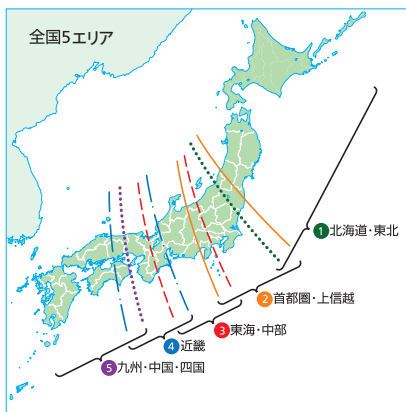 全国5エリア
1北海道・東北
2首都圏・上信越
3東海・中部
4近畿
5九州・中国・四国